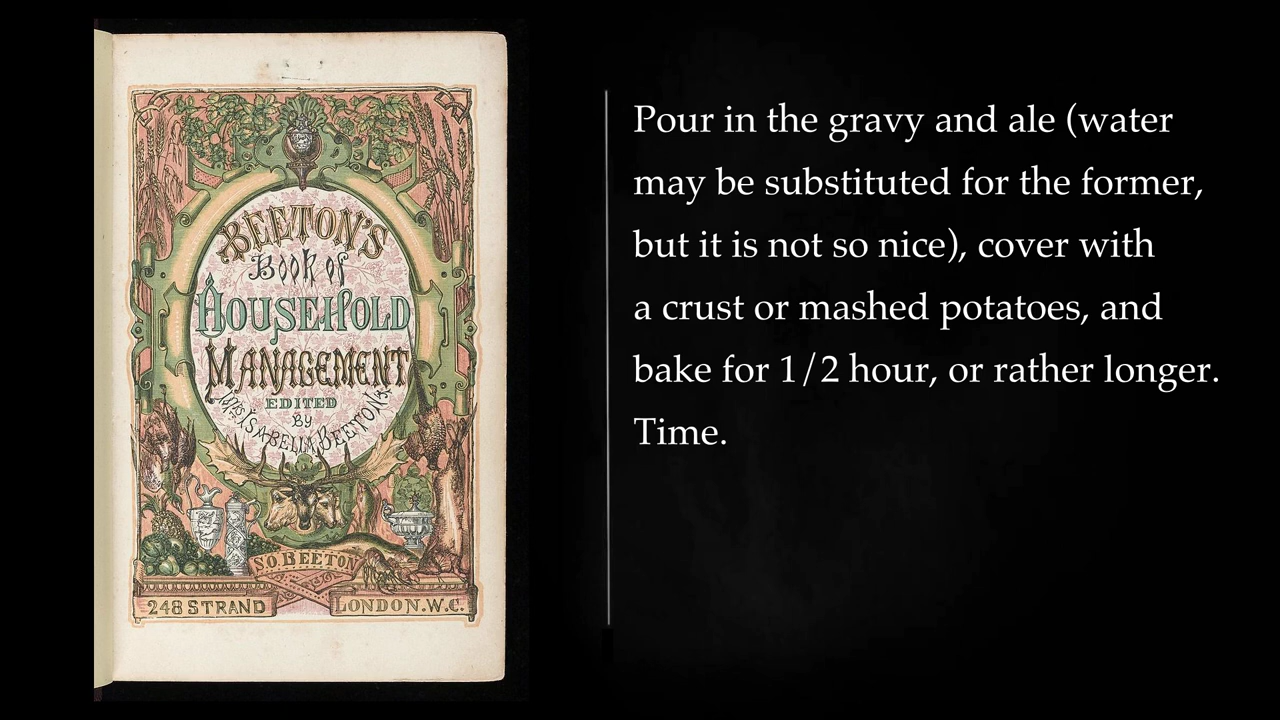 BEETON'S
Book of
HOUSEHOLD
MANAGEMENT
EDITED
By
MRS ISABELLA BEETON
S.O. BEETON
248 STRAND
LONDON. W.C.
Pour in the gravy and ale (water
may be substituted for the former,
but it is not so nice), cover with
a crust or mashed potatoes, and
bake for 1/2 hour, or rather longer.
Time.